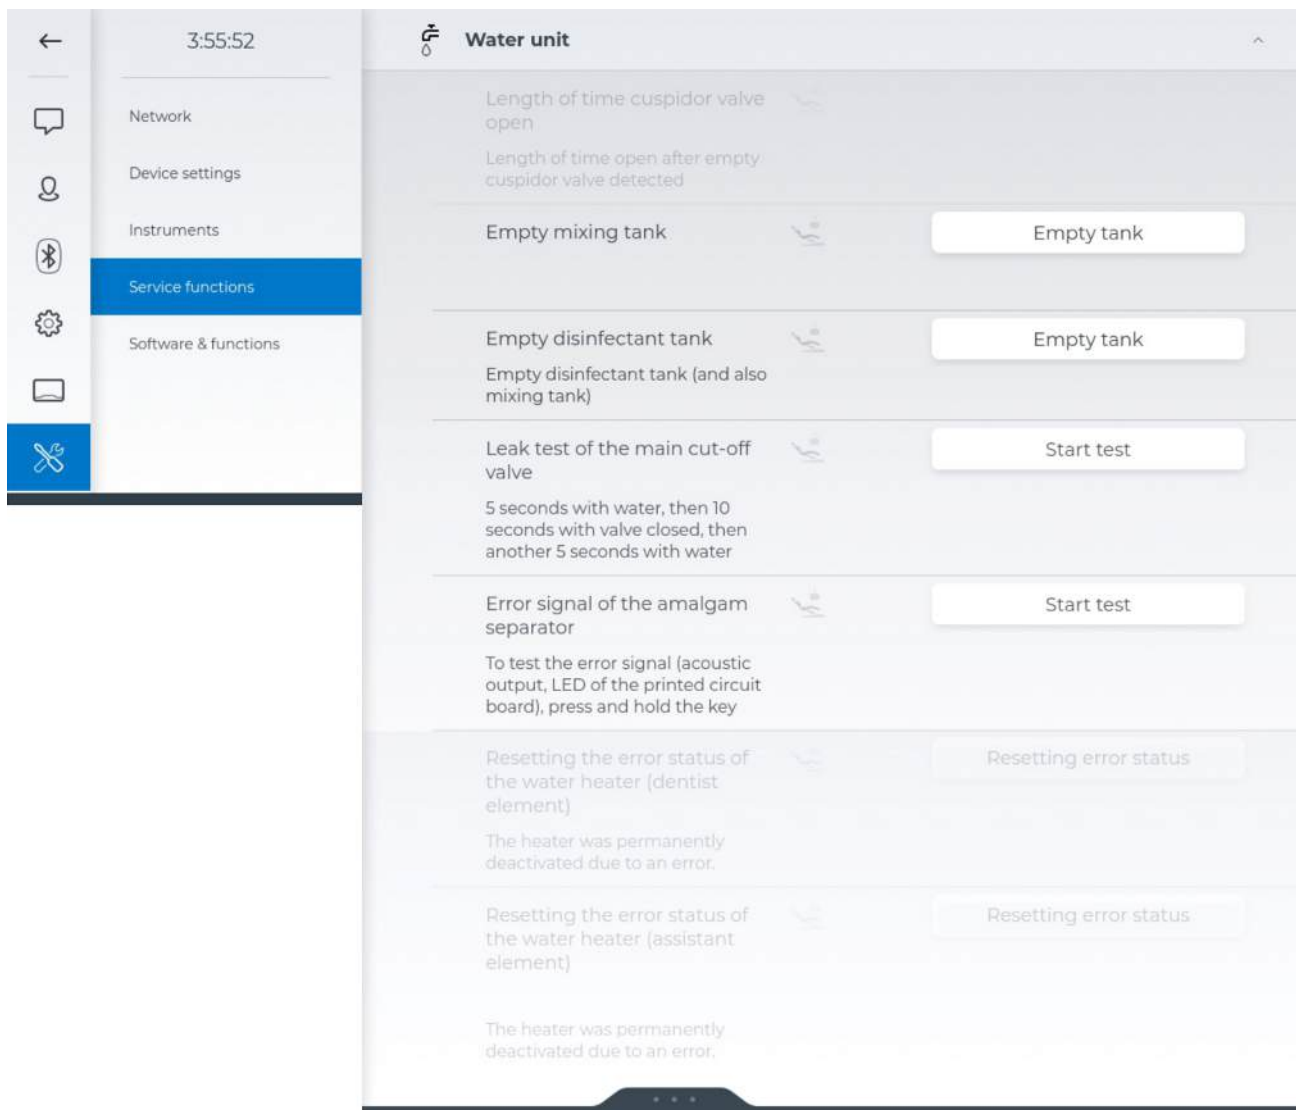 3:55:52
Network
Device settings
Instruments
Service functions
Software & functions
Water unit
Length of time cuspidor valve
open
Length of time open after empty
cuspidor valve detected
Empty mixing tank
Empty tank
Empty disinfectant tank
Empty tank
Empty disinfectant tank (and also
mixing tank)
Leak test of the main cut-off
valve
Start test
5 seconds with water, then 10
seconds with valve closed, then
another 5 seconds with water
Error signal of the amalgam
separator
Start test
To test the error signal (acoustic
output, LED of the printed circuit
board), press and hold the key
Resetting the error status of
the water heater (dentist
element)
Resetting error status
The heater was permanently
deactivated due to an error.
Resetting the error status of
the water heater (assistant
element)
Resetting error status
The heater was permanently
deactivated due to an error.